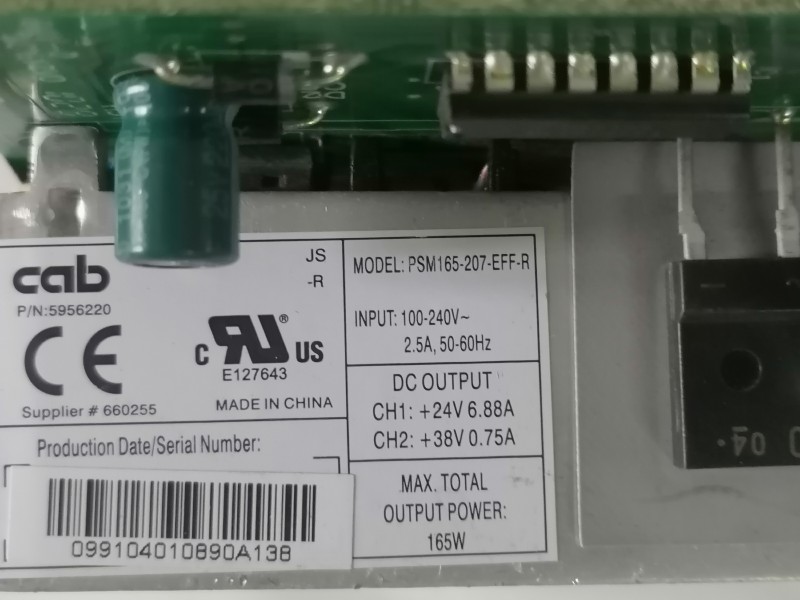 cab
P/N:5956220
JS
-R
CE
c RU ® US
E127643
Supplier # 660255
MADE IN CHINA
Production Date/Serial Number:
099104010890A138
MODEL: PSM165-207-EFF-R
INPUT: 100-240V~
2.5A, 50-60Hz
DC OUTPUT
CH1: +24V 6.88A
CH2: +38V 0.75A
MAX. TOTAL
OUTPUT POWER:
165W